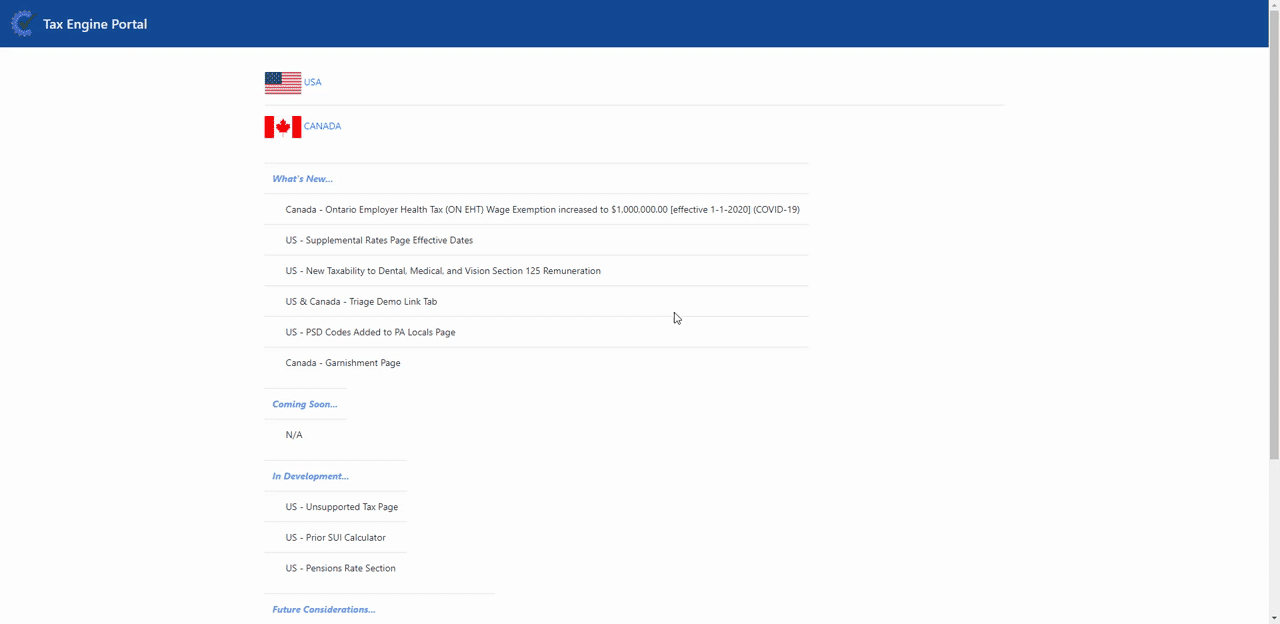 Tax Engine Portal
USA
CANADA
What's New...
Canada - Ontario Employer Health Tax (ON EHT) Wage Exemption increased to $1,000,000.00 [effective 1-1-2020] (COVID-19)
US - Supplemental Rates Page Effective Dates
US - New Taxability to Dental, Medical, and Vision Section 125 Remuneration
US & Canada - Triage Demo Link Tab
US - PSD Codes Added to PA Locals Page
Canada - Garnishment Page
Coming Soon...
N/A
In Development...
US - Unsupported Tax Page
US - Prior SUI Calculator
US - Pensions Rate Section
Future Considerations...